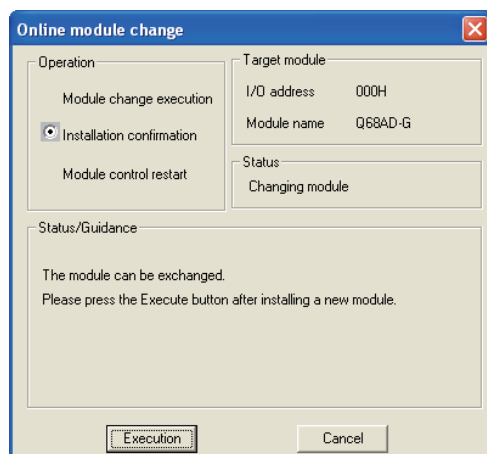 Online module change
Operation
Module change execution
Installation confirmation
Module control restart
Target module
I/O address 000H
Module name Q68AD-G
Status
Changing module
Status/Guidance
The module can be exchanged.
Please press the Execute button after installing a new module.
Execution Cancel